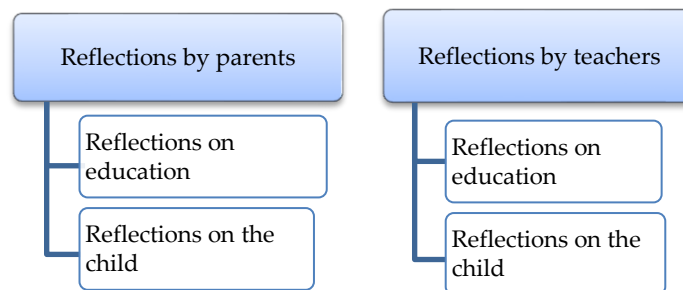 Reflections by parents
Reflections on
education
Reflections on the
child
Reflections by teachers
Reflections on
education
Reflections on the
child